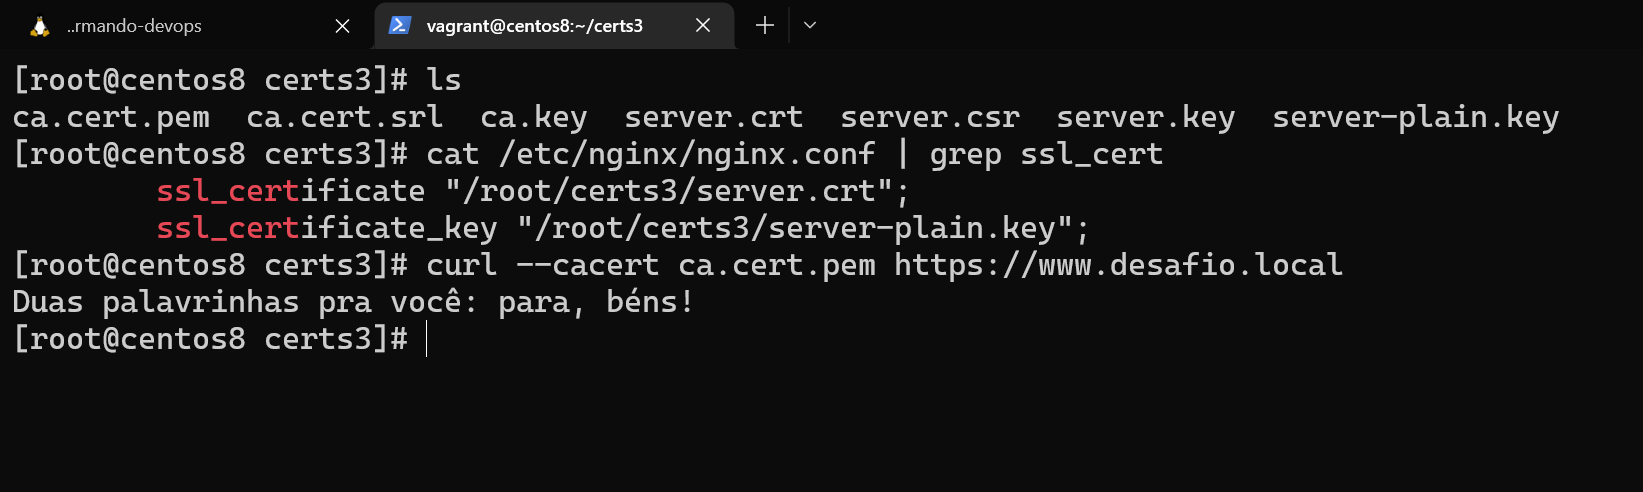 ..rmando-devops
vagrant@centos8:~/certs3
[root@centos8 certs3]# ls
ca.cert.pem  ca.cert.srl  ca.key  server.crt  server.csr  server.key  server-plain.key
[root@centos8 certs3]# cat /etc/nginx/nginx.conf | grep ssl_cert
        ssl_certificate "/root/certs3/server.crt";
        ssl_certificate_key "/root/certs3/server-plain.key";
[root@centos8 certs3]# curl --cacert ca.cert.pem https://www.desafio.local
Duas palavrinhas pra você: para, béns!
[root@centos8 certs3]#